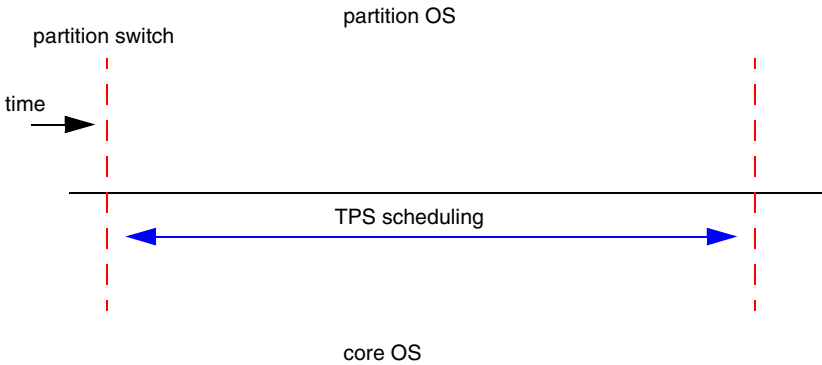 partition OS
partition switch
time
TPS scheduling
core OS